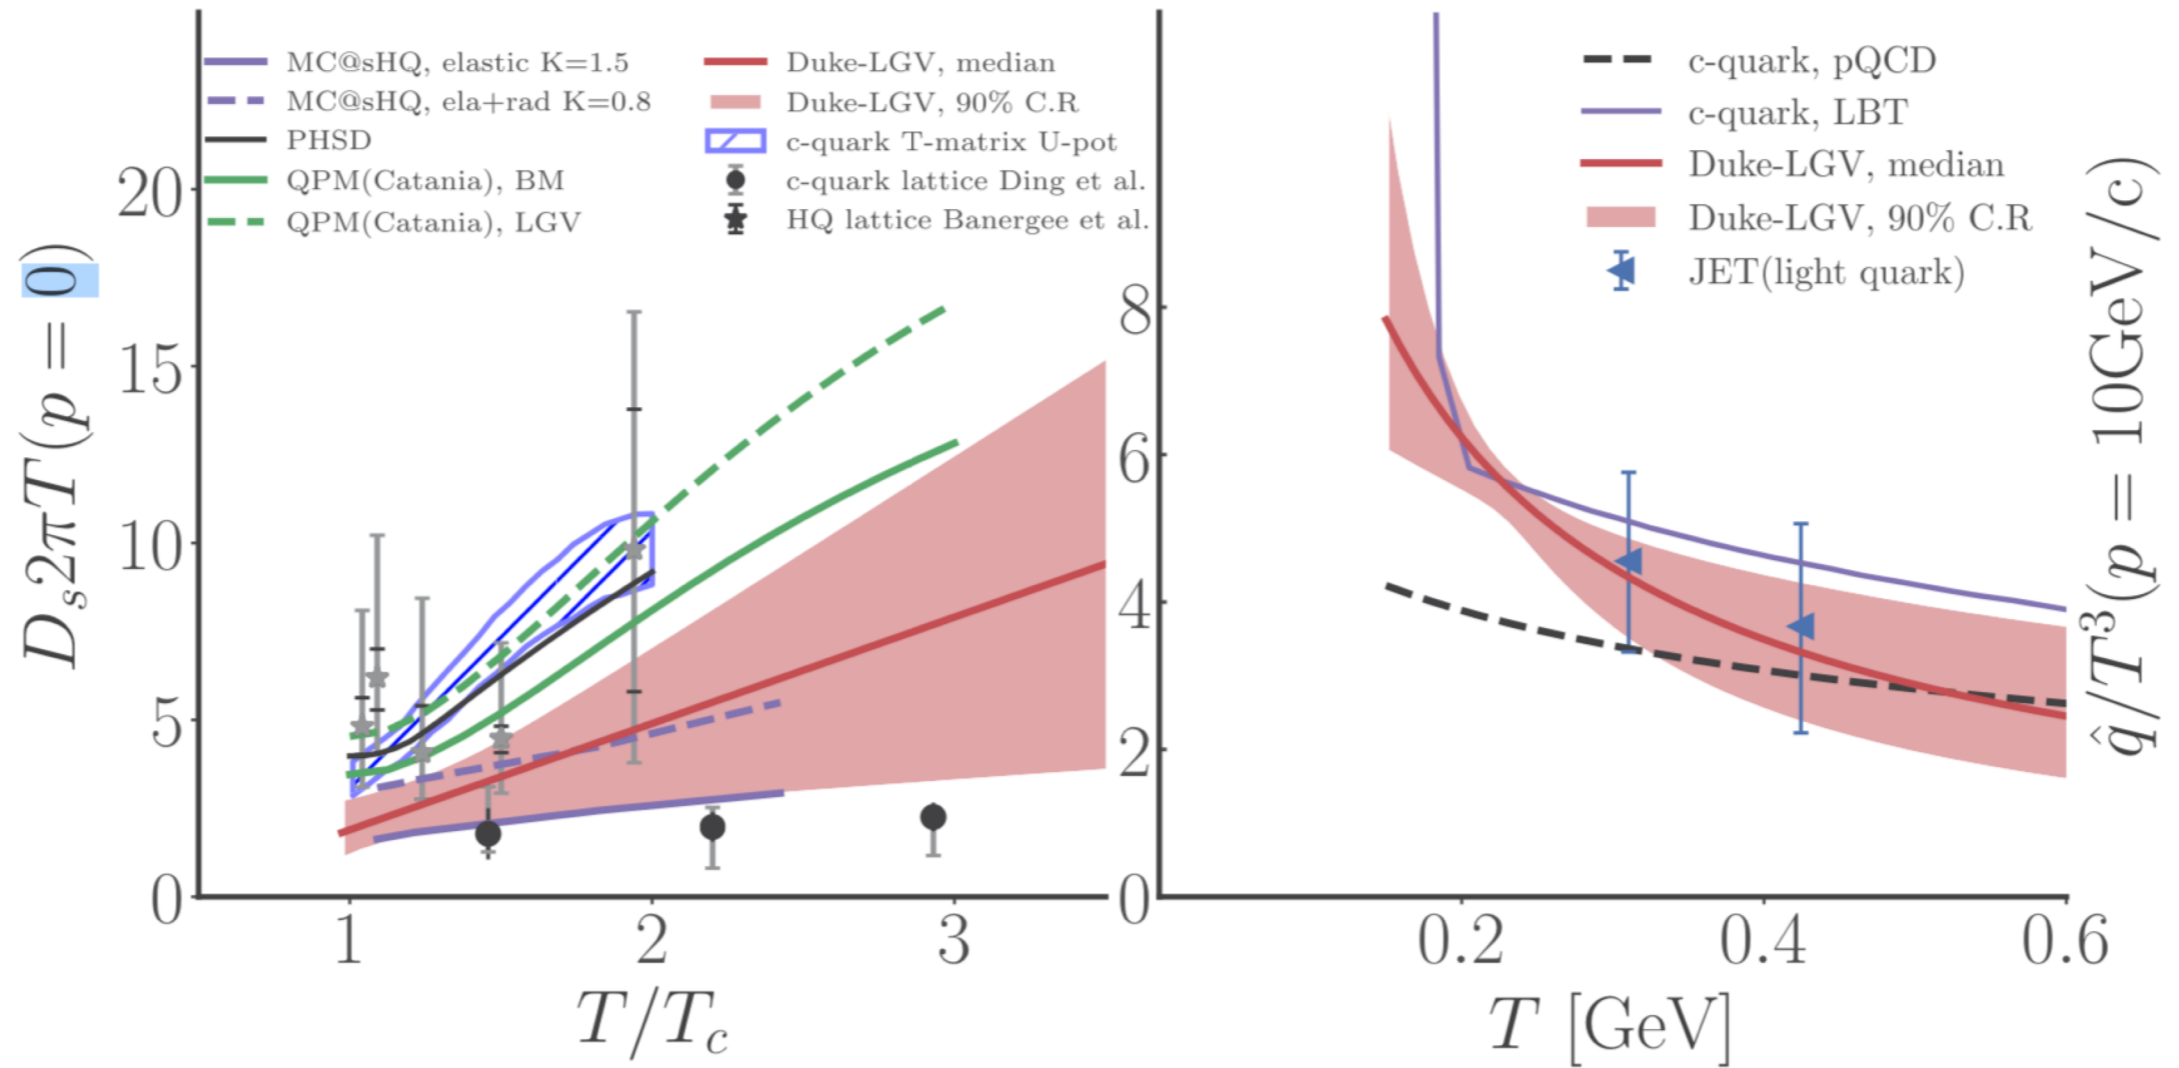 MC@sHQ, elastic K=1.5
MC@sHQ, ela+rad K=0.8
PHSD
QPM(Catania), BM
QPM(Catania), LGV
Duke-LGV, median
Duke-LGV, 90% C.R
c-quark T-matrix U-pot
c-quark lattice Ding et al.
HQ lattice Banergee et al.
D_s2πT(p = 0)
20
15
10
5
0
1 2 3
T/T_c
c-quark, pQCD
c-quark, LBT
Duke-LGV, median
Duke-LGV, 90% C.R
JET(light quark)
8
6
4
2
0
0.2 0.4 0.6
T [GeV]
q̂/T³(p = 10GeV/c)